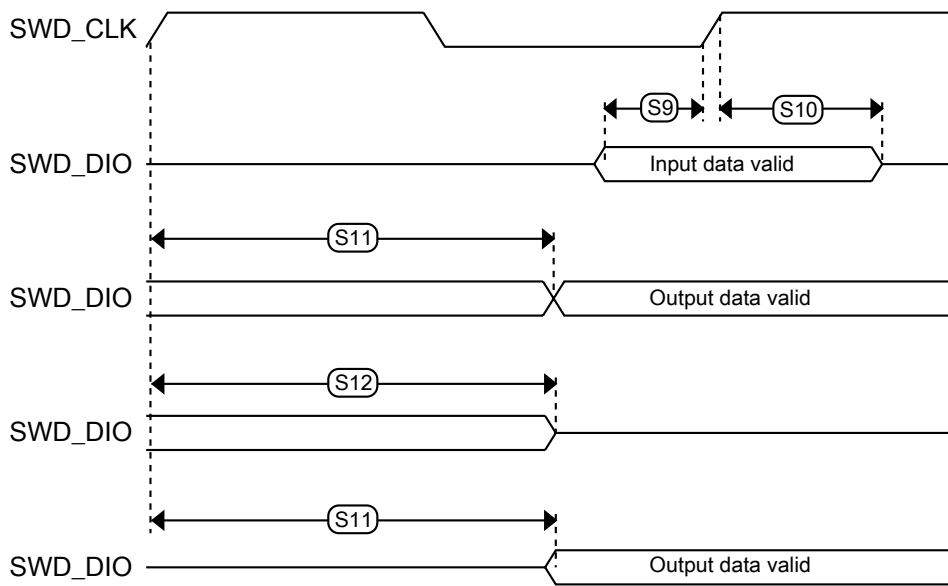 SWD_CLK
S9
S10
SWD_DIO
Input data valid
S11
SWD_DIO
Output data valid
S12
SWD_DIO
S11
SWD_DIO
Output data valid